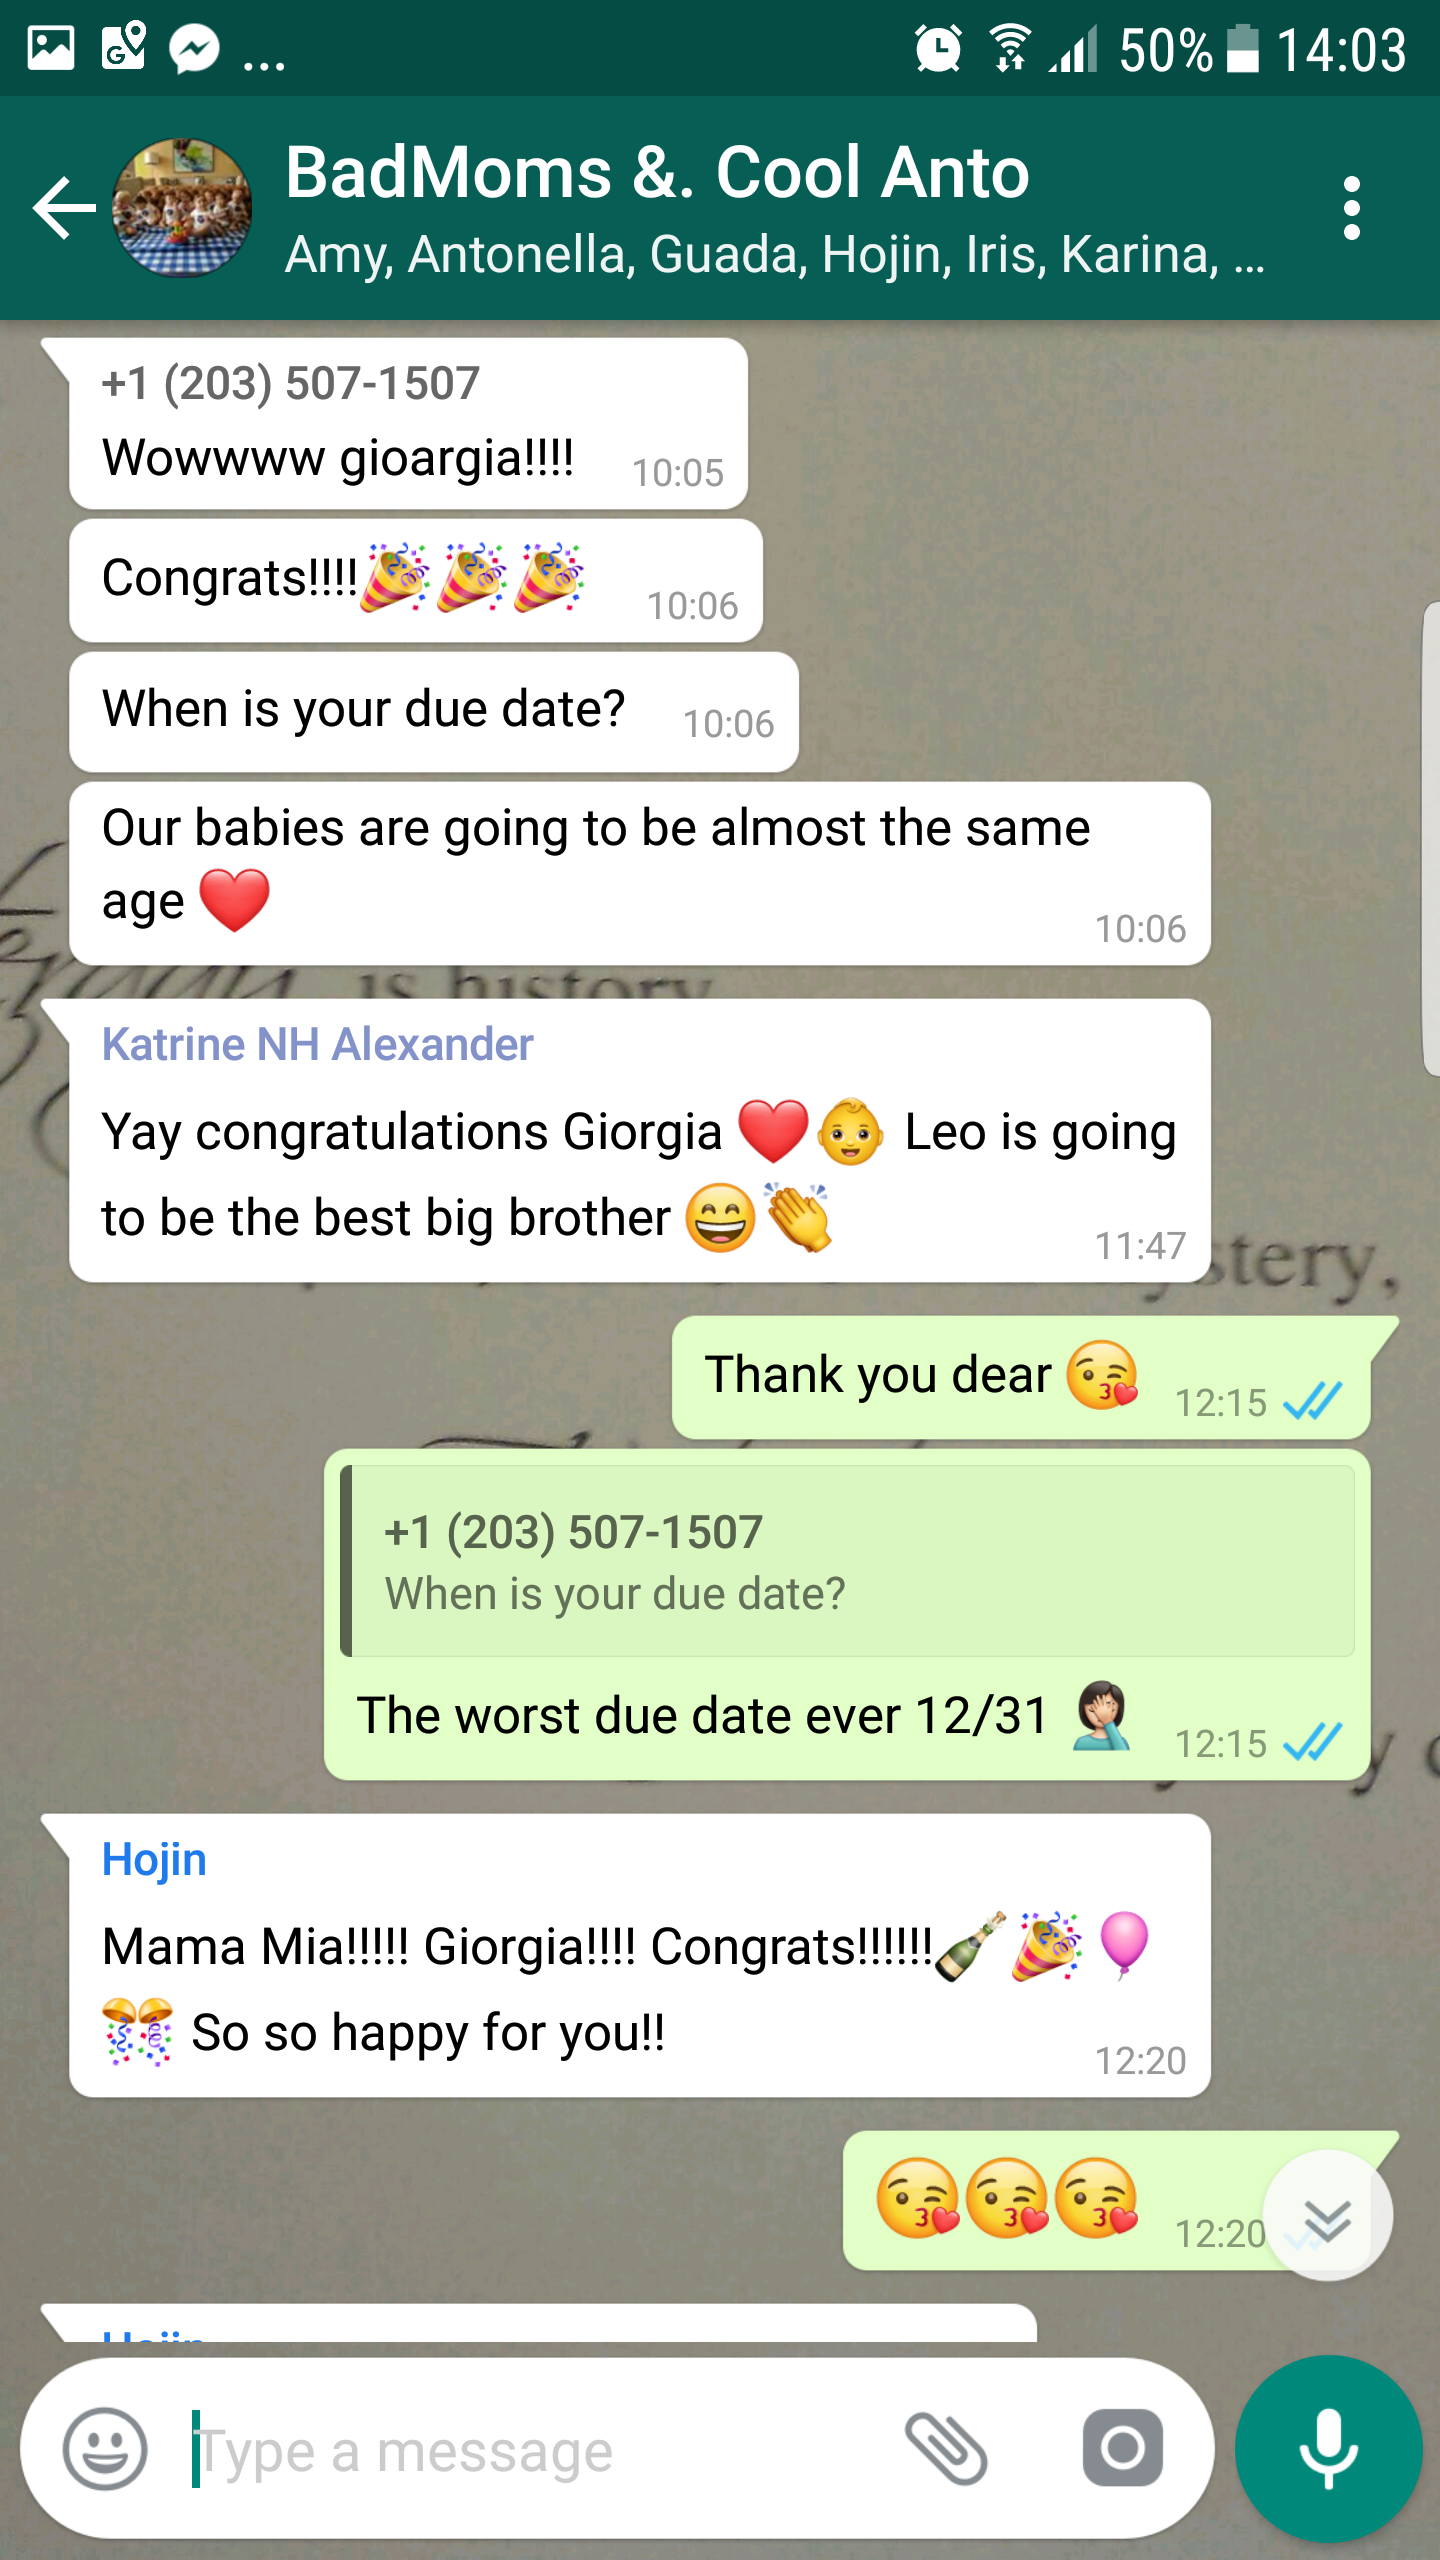 ... 50% 14:03
BadMoms &. Cool Anto
Amy, Antonella, Guada, Hojin, Iris, Karina, ...
+1 (203) 507-1507
Wowwww gioargia!!!! 10:05
Congrats!!!!🎉🎉🎉 10:06
When is your due date? 10:06
Our babies are going to be almost the same
age ❤️ 10:06
is history
Katrine NH Alexander
Yay congratulations Giorgia ❤️👶 Leo is going
to be the best big brother 😄👏 11:47
stery,
Thank you dear 😘 12:15
+1 (203) 507-1507
When is your due date?
The worst due date ever 12/31 🤦🏻‍♀️ 12:15
Hojin
Mama Mia!!!!! Giorgia!!!! Congrats!!!!!!🍾🎉🎈
🎊 So so happy for you!! 12:20
😘😘😘 12:20
Hojin
Type a message